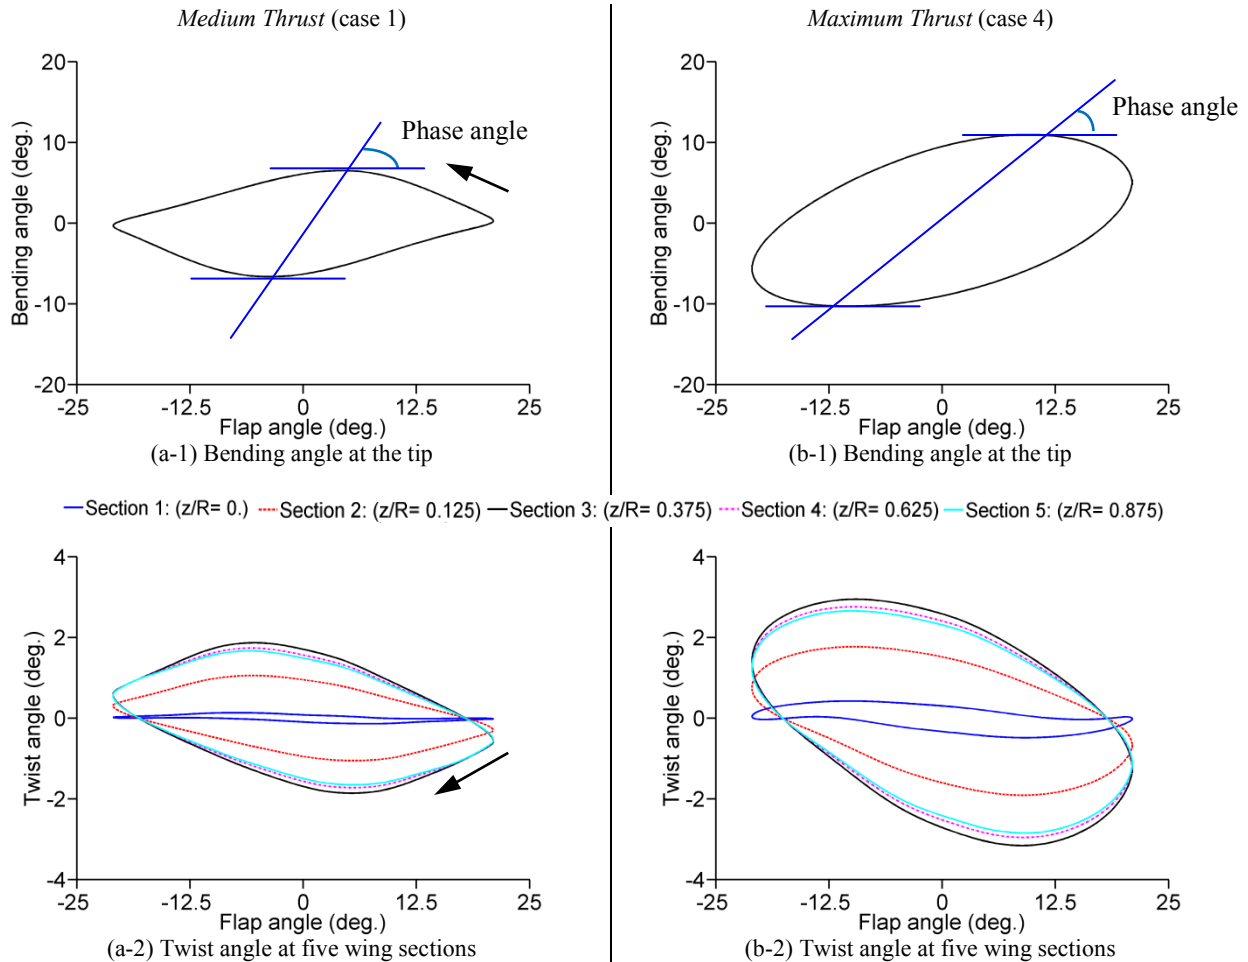 Medium Thrust (case 1)
Maximum Thrust (case 4)
20
10
0
-10
-20
Bending angle (deg.)
Phase angle
-25
-12.5
0
12.5
25
Flap angle (deg.)
(a-1) Bending angle at the tip
20
10
0
-10
-20
Bending angle (deg.)
Phase angle
-25
-12.5
0
12.5
25
Flap angle (deg.)
(b-1) Bending angle at the tip
Section 1: (z/R= 0.)
Section 2: (z/R= 0.125)
Section 3: (z/R= 0.375)
Section 4: (z/R= 0.625)
Section 5: (z/R= 0.875)
4
2
0
-2
-4
Twist angle (deg.)
-25
-12.5
0
12.5
25
Flap angle (deg.)
(a-2) Twist angle at five wing sections
4
2
0
-2
-4
Twist angle (deg.)
-25
-12.5
0
12.5
25
Flap angle (deg.)
(b-2) Twist angle at five wing sections